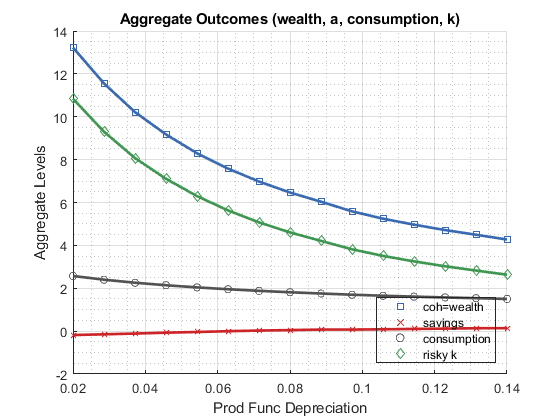 Aggregate Outcomes (wealth, a, consumption, k)
14
12
10
8
6
4
2
0
-2
Aggregate Levels
0.02
0.04
0.06
0.08
0.1
0.12
0.14
Prod Func Depreciation
coh=wealth
savings
consumption
risky k